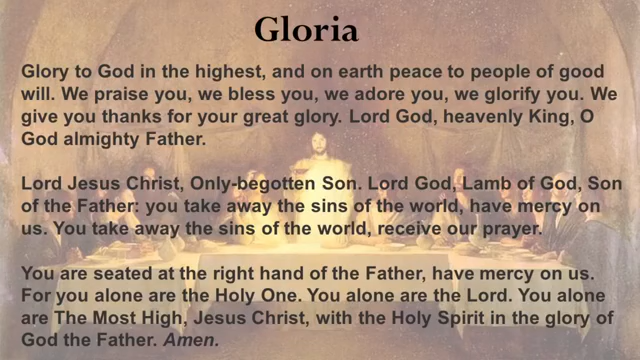 Gloria
Glory to God in the highest, and on earth peace to people of good
will. We praise you, we bless you, we adore you, we glorify you. We
give you thanks for your great glory. Lord God, heavenly King, O
God almighty Father.
Lord Jesus Christ, Only-begotten Son. Lord God, Lamb of God, Son
of the Father: you take away the sins of the world, have mercy on
us. You take away the sins of the world, receive our prayer.
You are seated at the right hand of the Father, have mercy on us.
For you alone are the Holy One. You alone are the Lord. You alone
are The Most High, Jesus Christ, with the Holy Spirit in the glory of
God the Father. Amen.